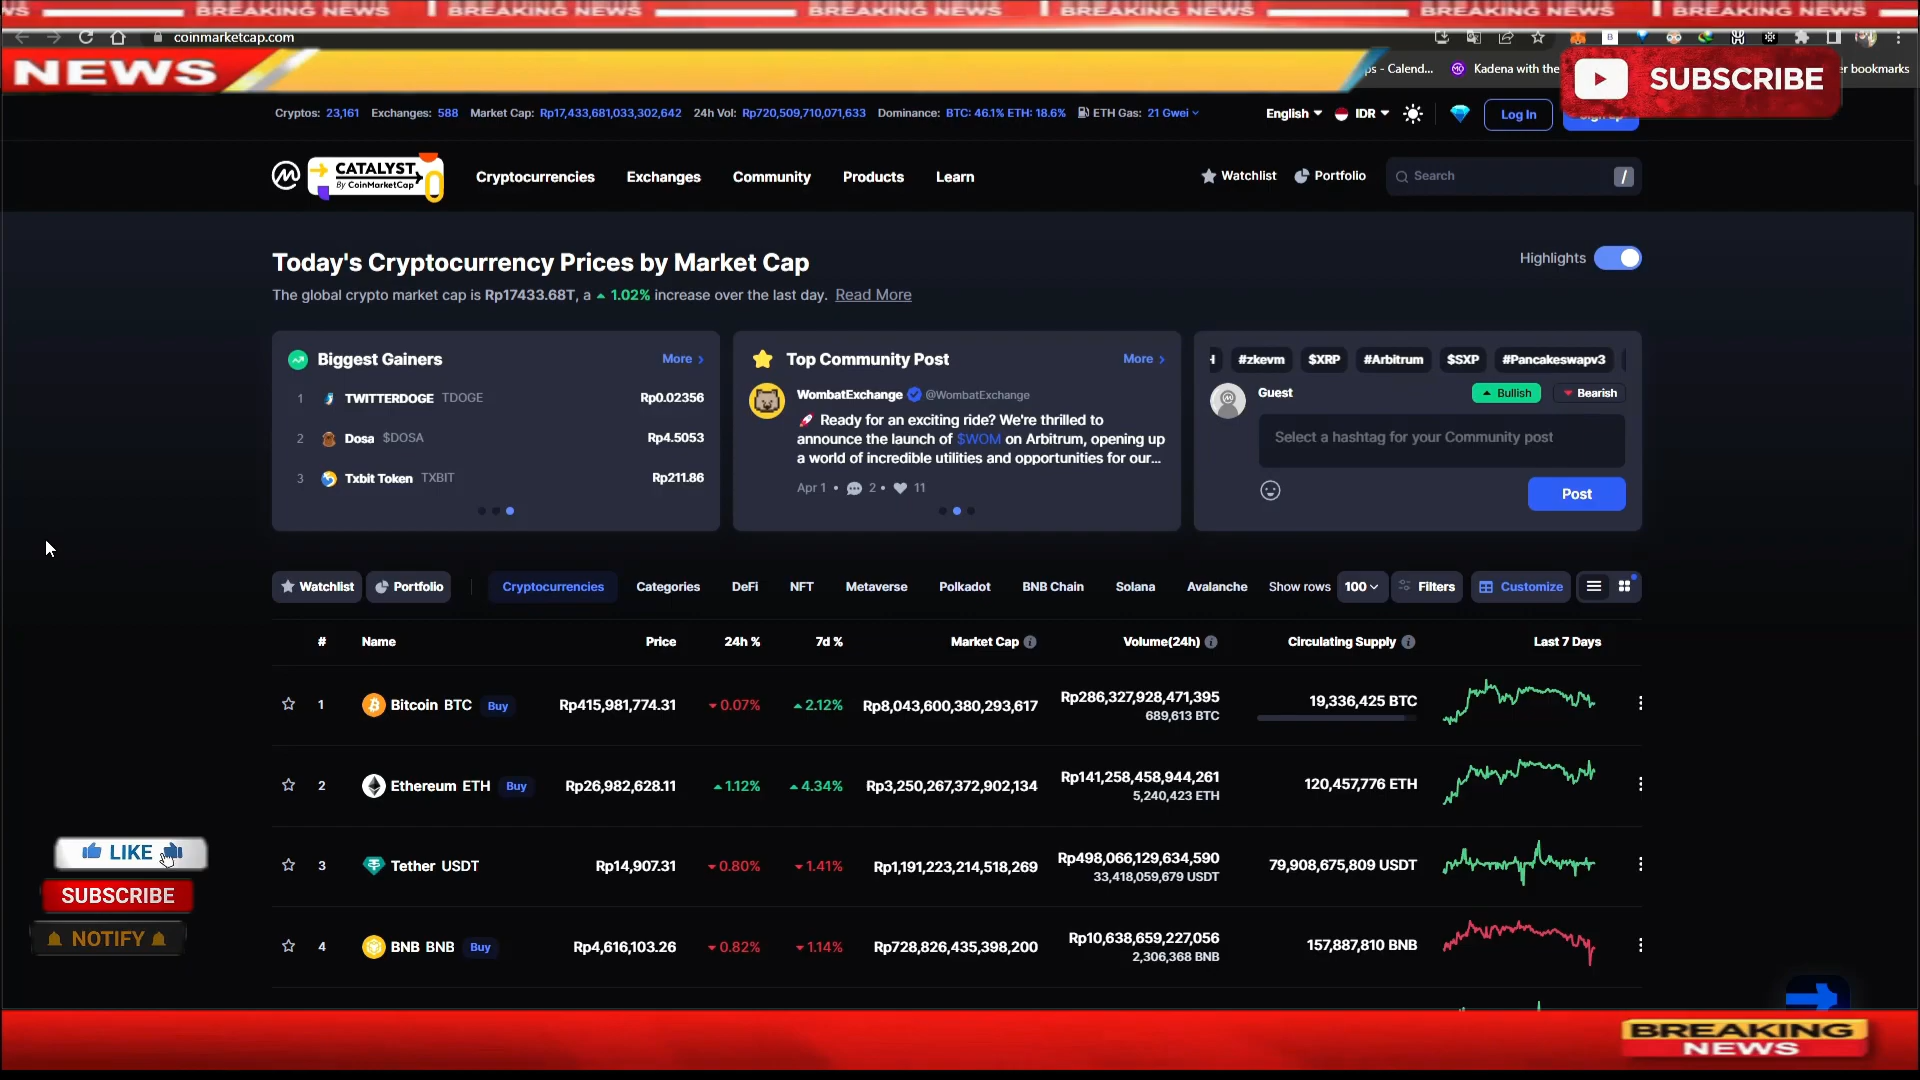 WS BREAKING NEWS BREAKING NEWS BREAKING NEWS BREAKING NEWS BREAKING NEWS BREAKING NEWS
coinmarketcap.com
NEWS
ps - Calend... Kadena with the
SUBSCRIBE
er bookmarks
Cryptos: 23,161 Exchanges: 588 Market Cap: Rp17,433,681,033,302,642 24h Vol: Rp720,509,710,071,633 Dominance: BTC: 46.1% ETH: 18.6% ETH Gas: 21 Gwei
English IDR Log In
CATALYST
By CoinMarketCap
Cryptocurrencies Exchanges Community Products Learn
Watchlist Portfolio Search /
Today's Cryptocurrency Prices by Market Cap
Highlights
The global crypto market cap is Rp17433.68T, a 1.02% increase over the last day. Read More
Biggest Gainers More
1 TWITTERDOGE TDOGE Rp0.02356
2 Dosa $DOSA Rp4.5053
3 Txbit Token TXBIT Rp211.86
Top Community Post More
WombatExchange @WombatExchange
🚀 Ready for an exciting ride? We're thrilled to
announce the launch of $WOM on Arbitrum, opening up
a world of incredible utilities and opportunities for our...
Apr 1 • 2 • 11
#zkevm $XRP #Arbitrum $SXP #Pancakeswapv3
Guest Bullish Bearish
Select a hashtag for your Community post
Post
Watchlist Portfolio Cryptocurrencies Categories DeFi NFT Metaverse Polkadot BNB Chain Solana Avalanche Show rows 100 Filters Customize
# Name Price 24h % 7d % Market Cap Volume(24h) Circulating Supply Last 7 Days
1 Bitcoin BTC Buy Rp415,981,774.31 0.07% 2.12% Rp8,043,600,380,293,617 Rp286,327,928,471,395 19,336,425 BTC
689,613 BTC
2 Ethereum ETH Buy Rp26,982,628.11 1.12% 4.34% Rp3,250,267,372,902,134 Rp141,258,458,944,261 120,457,776 ETH
5,240,423 ETH
3 Tether USDT Rp14,907.31 0.80% 1.41% Rp1,191,223,214,518,269 Rp498,066,129,634,590 79,908,675,809 USDT
33,418,059,679 USDT
4 BNB BNB Buy Rp4,616,103.26 0.82% 1.14% Rp728,826,435,398,200 Rp10,638,659,227,056 157,887,810 BNB
2,306,368 BNB
LIKE
SUBSCRIBE
NOTIFY
BREAKING
NEWS